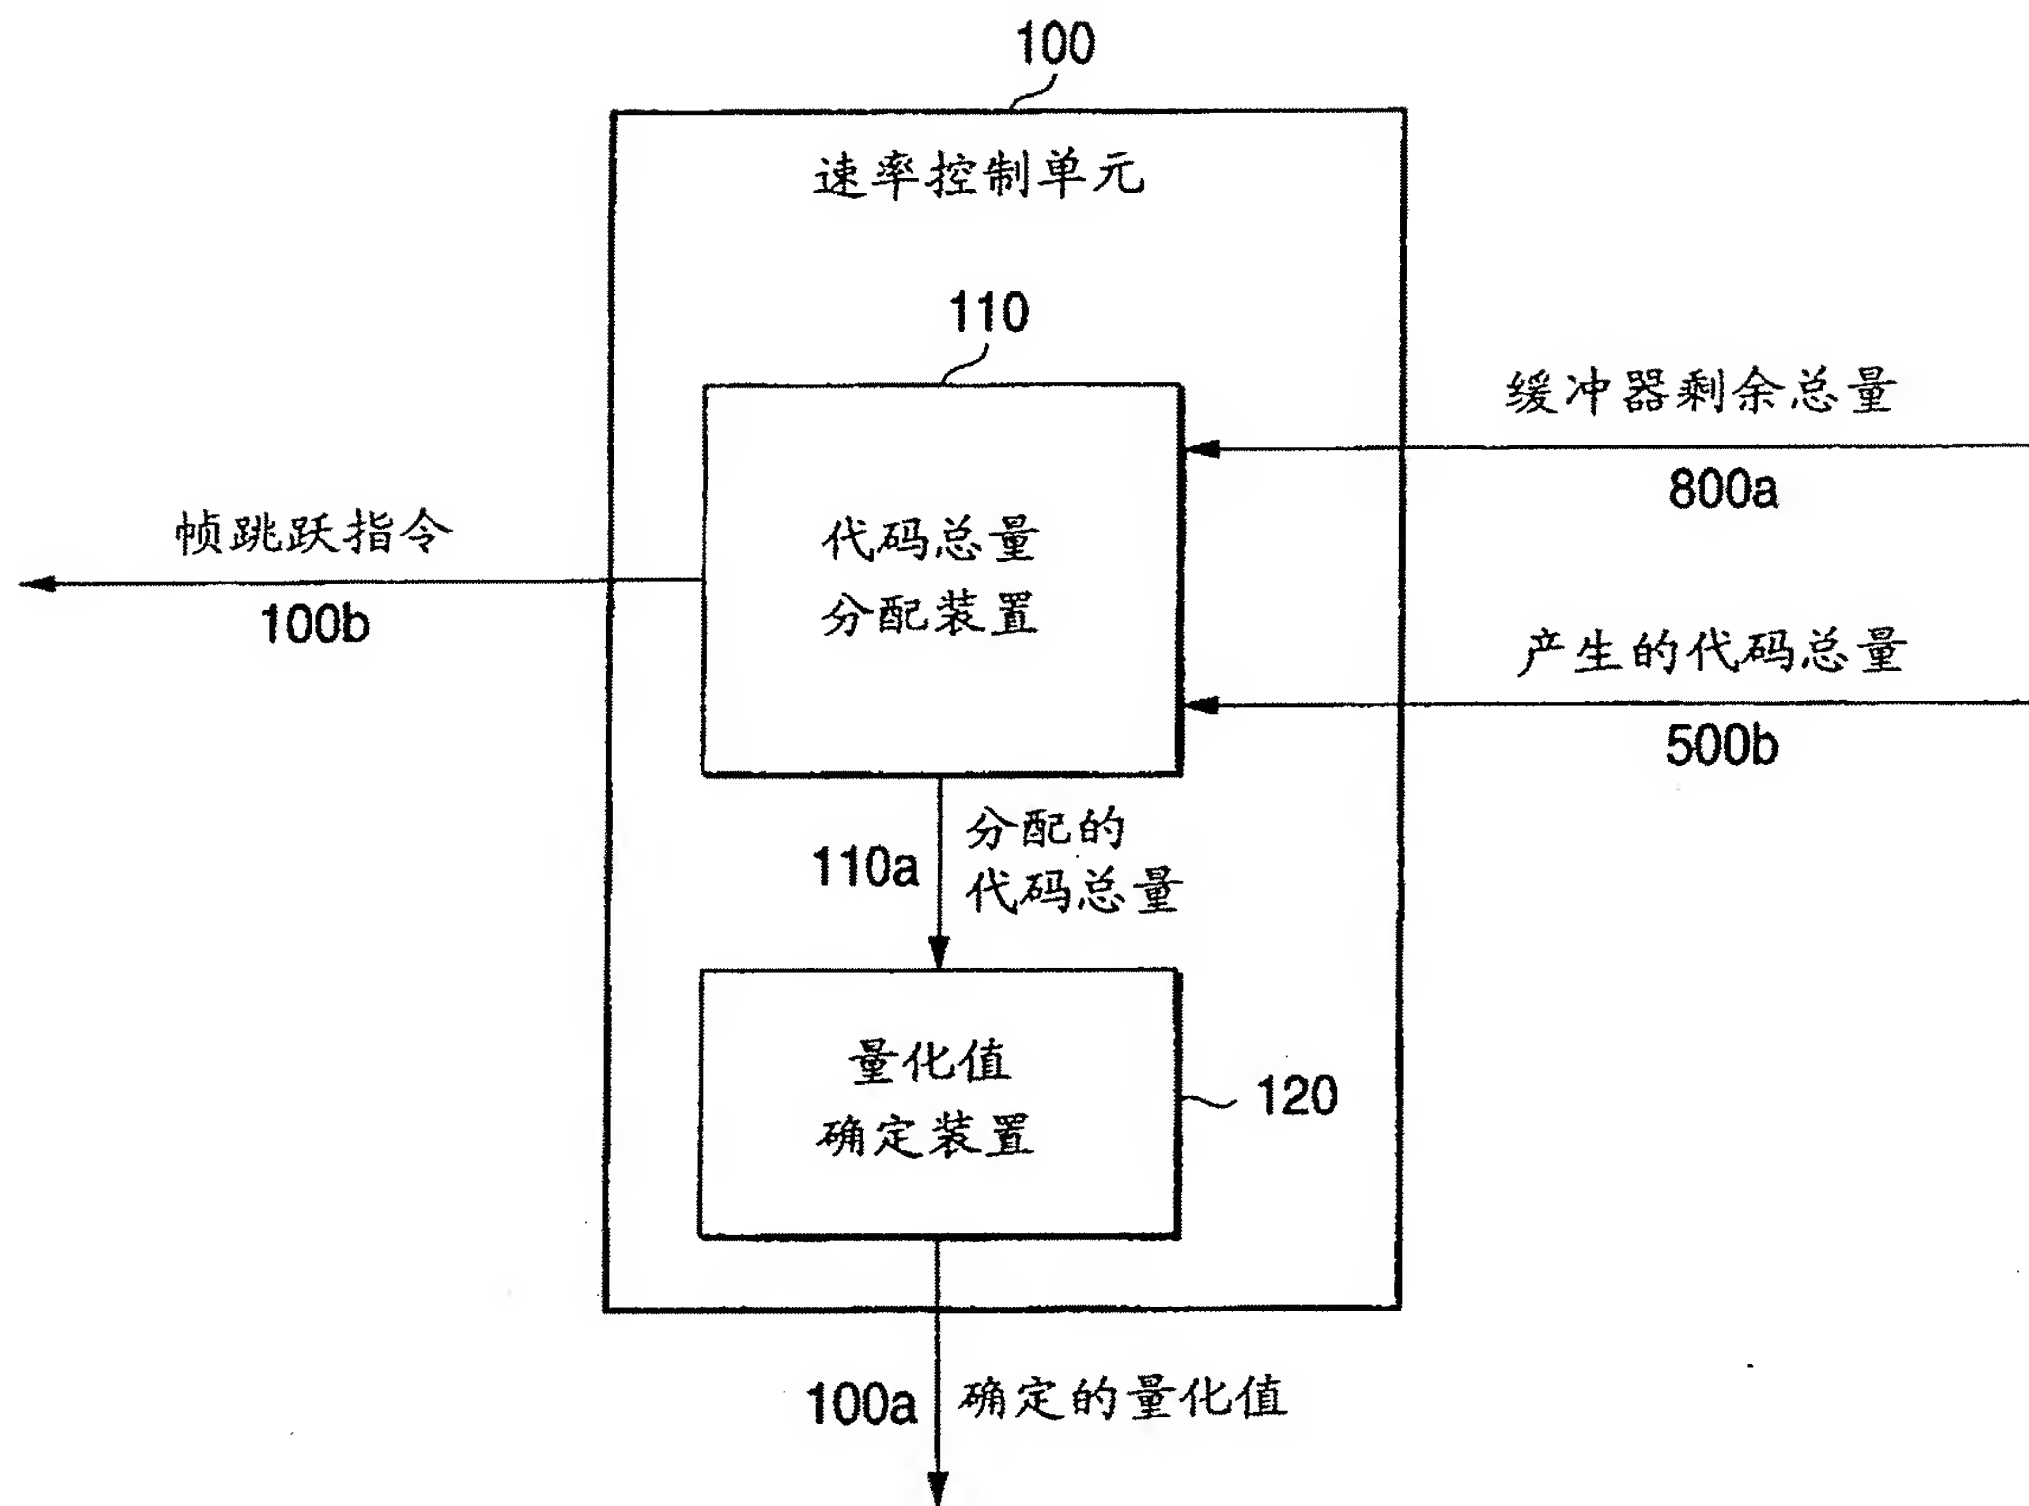 100
速率控制单元
110
缓冲器剩余总量
800a
帧跳跃指令
100b
代码总量
分配装置
产生的代码总量
500b
110a
分配的
代码总量
量化值
确定装置
120
100a
确定的量化值